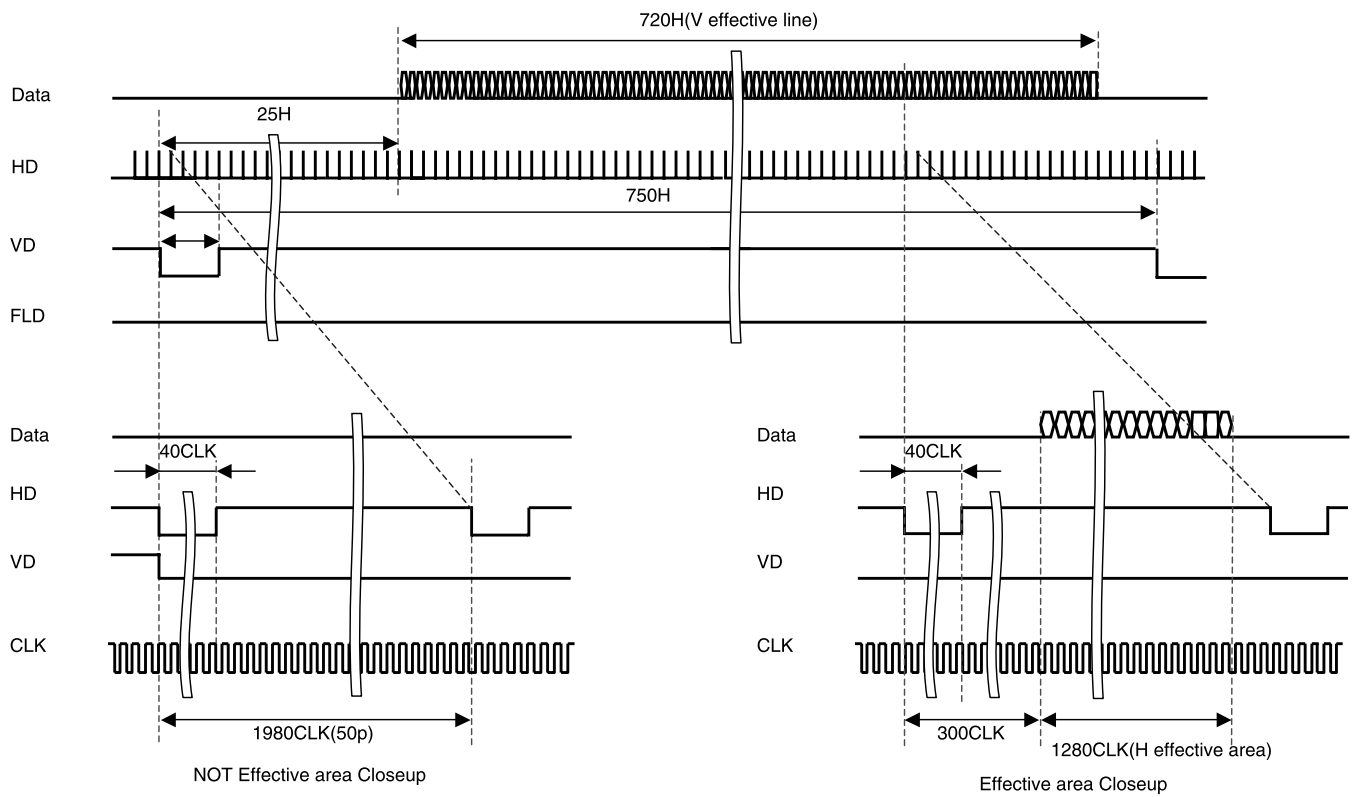 720H(V effective line)
Data
25H
HD
750H
VD
FLD
Data
40CLK
HD
VD
CLK
1980CLK(50p)
NOT Effective area Closeup
Data
40CLK
HD
VD
CLK
300CLK
1280CLK(H effective area)
Effective area Closeup